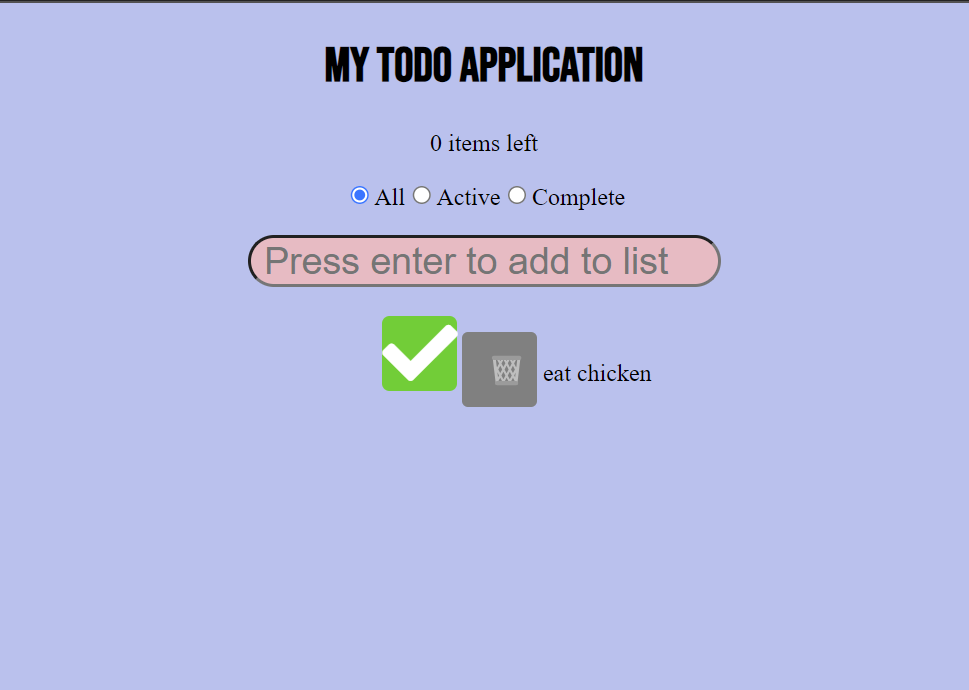 MY TODO APPLICATION
0 items left
All Active Complete
Press enter to add to list
eat chicken